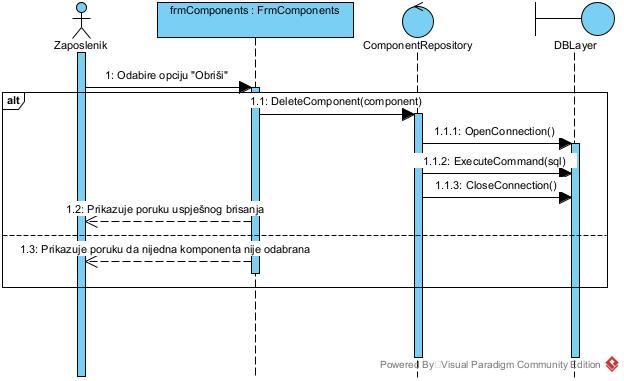 frmComponents : FrmComponents
Zaposlenik
ComponentRepository
DBLayer
1: Odabire opciju "Obriši"
alt
1.1: DeleteComponent(component)
1.1.1: OpenConnection()
1.1.2: ExecuteCommand(sql)
1.1.3: CloseConnection()
1.2: Prikazuje poruku uspješnog brisanja
1.3: Prikazuje poruku da nijedna komponenta nije odabrana
Powered By Visual Paradigm Community Edition